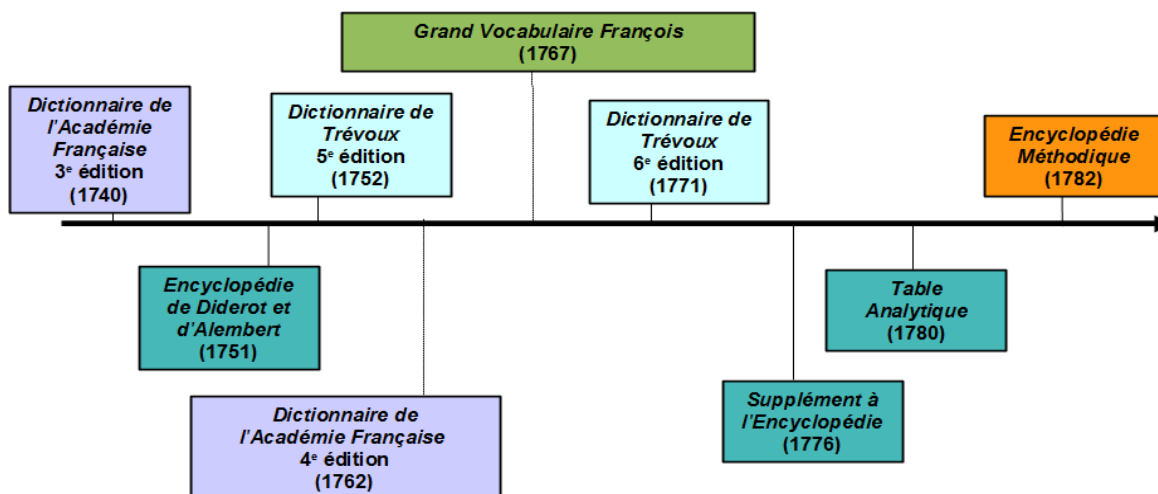 Grand Vocabulaire François
(1767)
Dictionnaire de
l'Académie
Française
3e édition
(1740)
Dictionnaire de
Trévoux
5e édition
(1752)
Dictionnaire de
Trévoux
6e édition
(1771)
Encyclopédie
Méthodique
(1782)
Encyclopédie
de Diderot et
d'Alembert
(1751)
Dictionnaire de
l'Académie Française
4e édition
(1762)
Supplément à
l'Encyclopédie
(1776)
Table
Analytique
(1780)